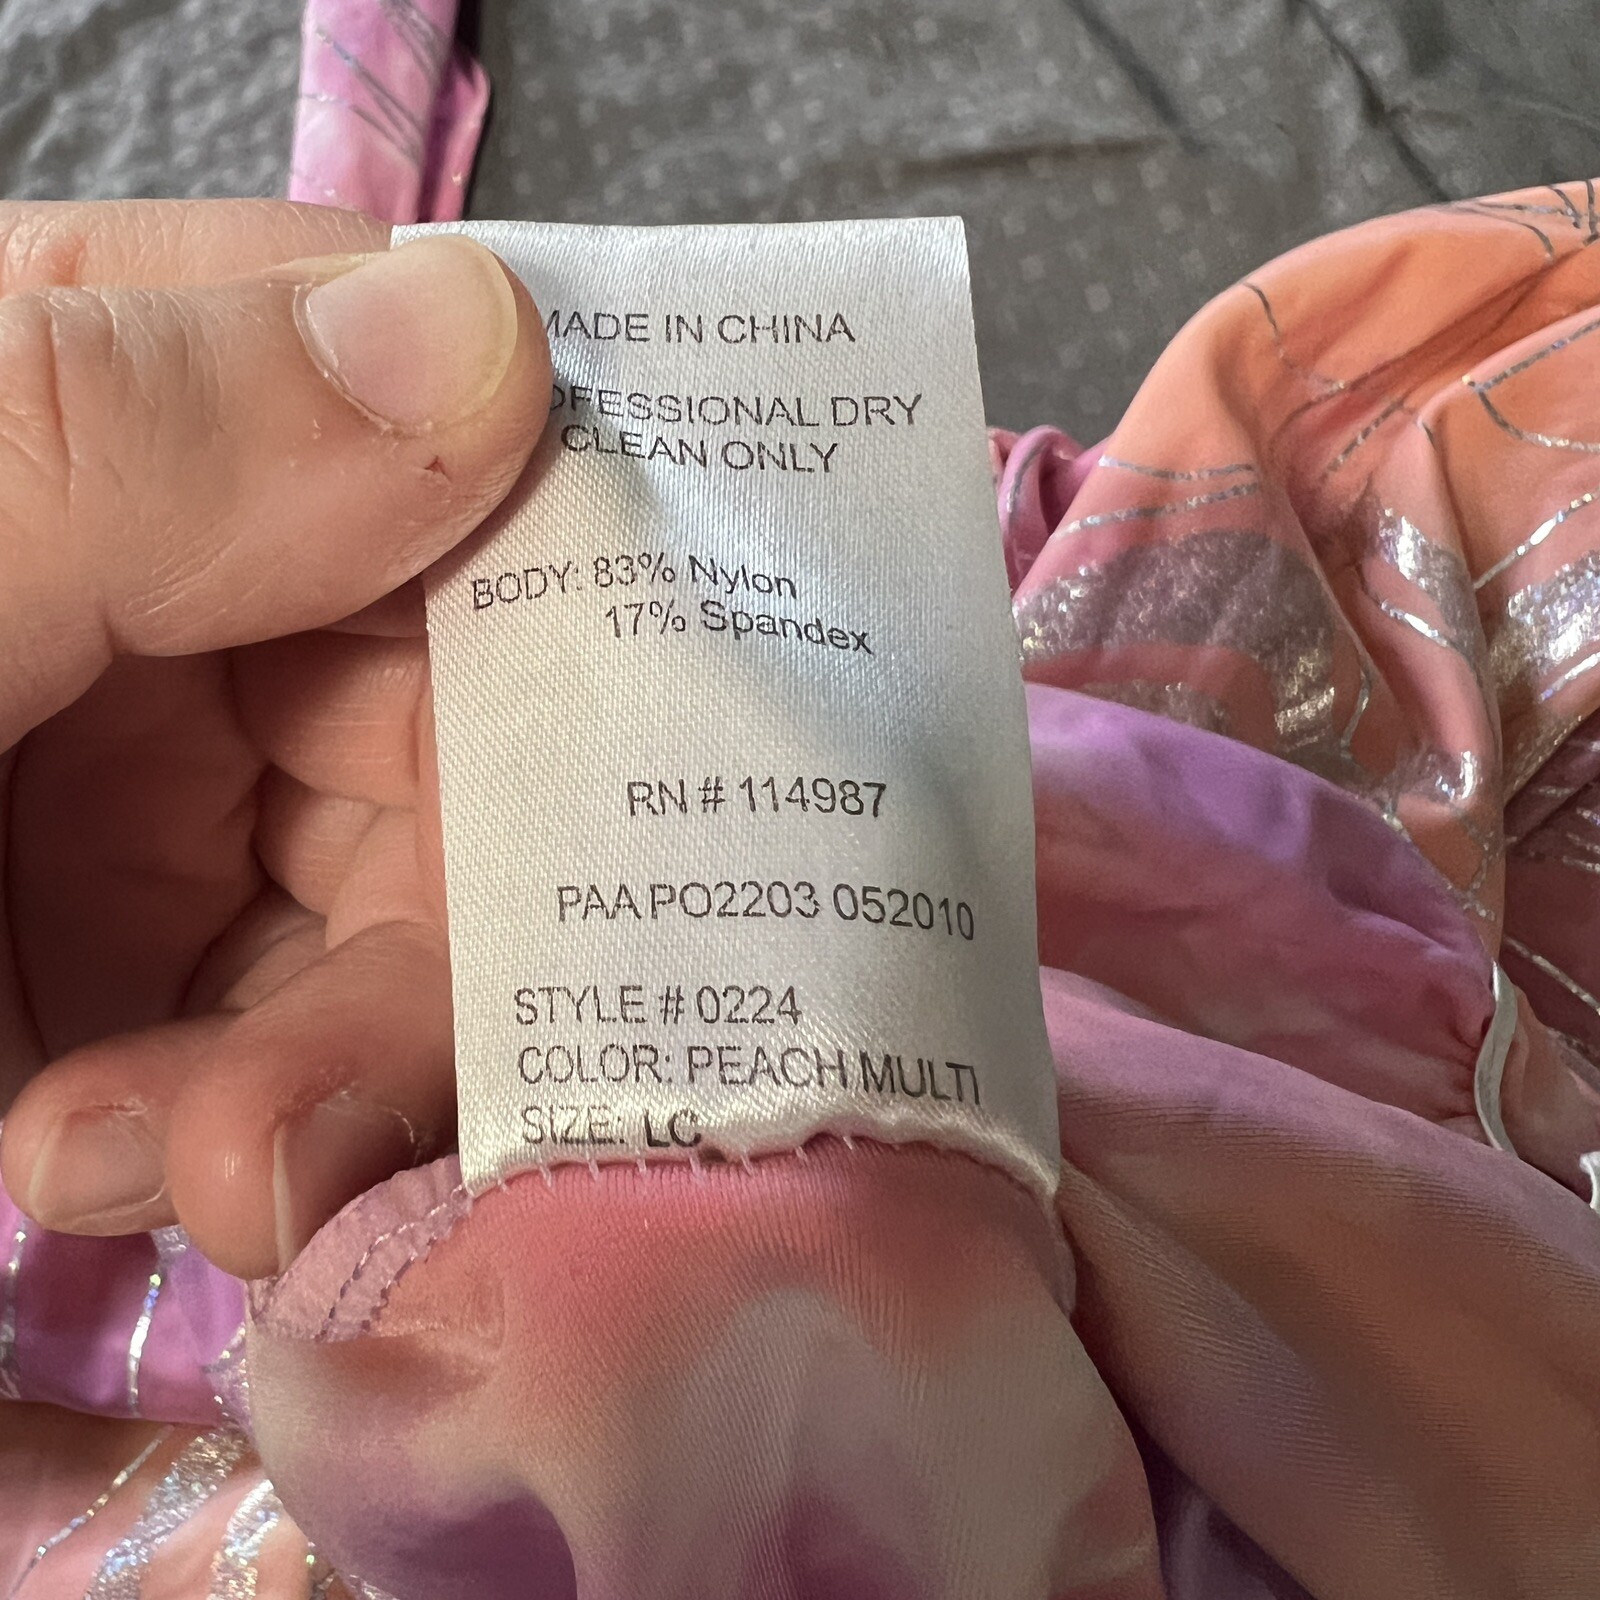 MADE IN CHINA
PROFESSIONAL DRY
CLEAN ONLY
BODY: 83% Nylon
17% Spandex
RN # 114987
PAA PO2203 052010
STYLE # 0224
COLOR: PEACH MULTI
SIZE: LC